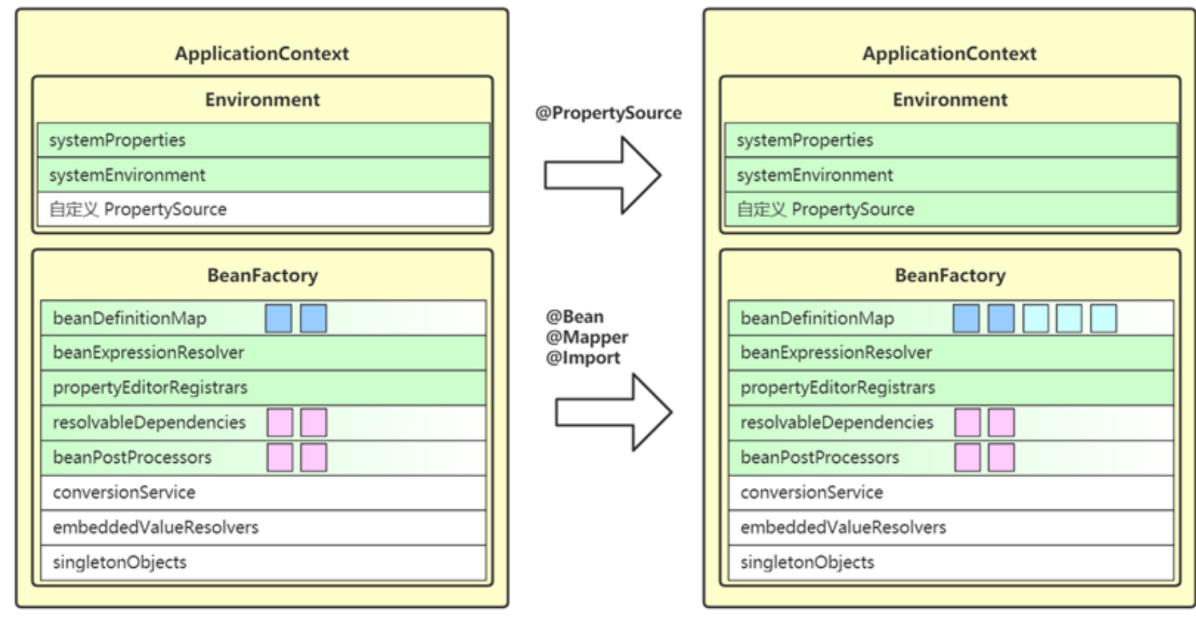 ApplicationContext
Environment
systemProperties
systemEnvironment
自定义 PropertySource
BeanFactory
beanDefinitionMap
beanExpressionResolver
propertyEditorRegistrars
resolvableDependencies
beanPostProcessors
conversionService
embeddedValueResolvers
singletonObjects
@PropertySource
@Bean
@Mapper
@Import
ApplicationContext
Environment
systemProperties
systemEnvironment
自定义 PropertySource
BeanFactory
beanDefinitionMap
beanExpressionResolver
propertyEditorRegistrars
resolvableDependencies
beanPostProcessors
conversionService
embeddedValueResolvers
singletonObjects